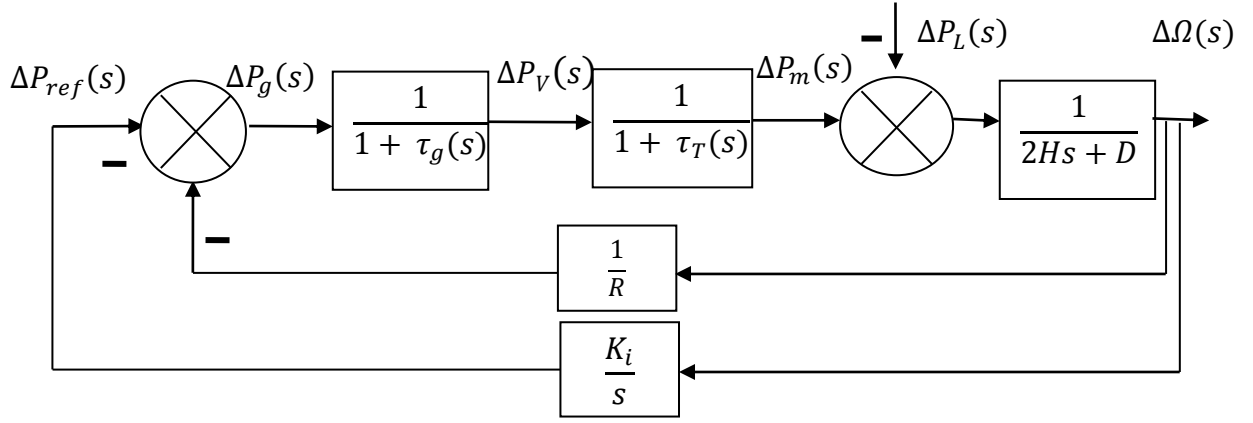 ΔP_L(s)
ΔΩ(s)
ΔP_ref(s)
ΔP_g(s)
ΔP_V(s)
ΔP_m(s)
−
1
1 + τ_g(s)
1
1 + τ_T(s)
1
2Hs + D
−
−
1
R
K_i
s